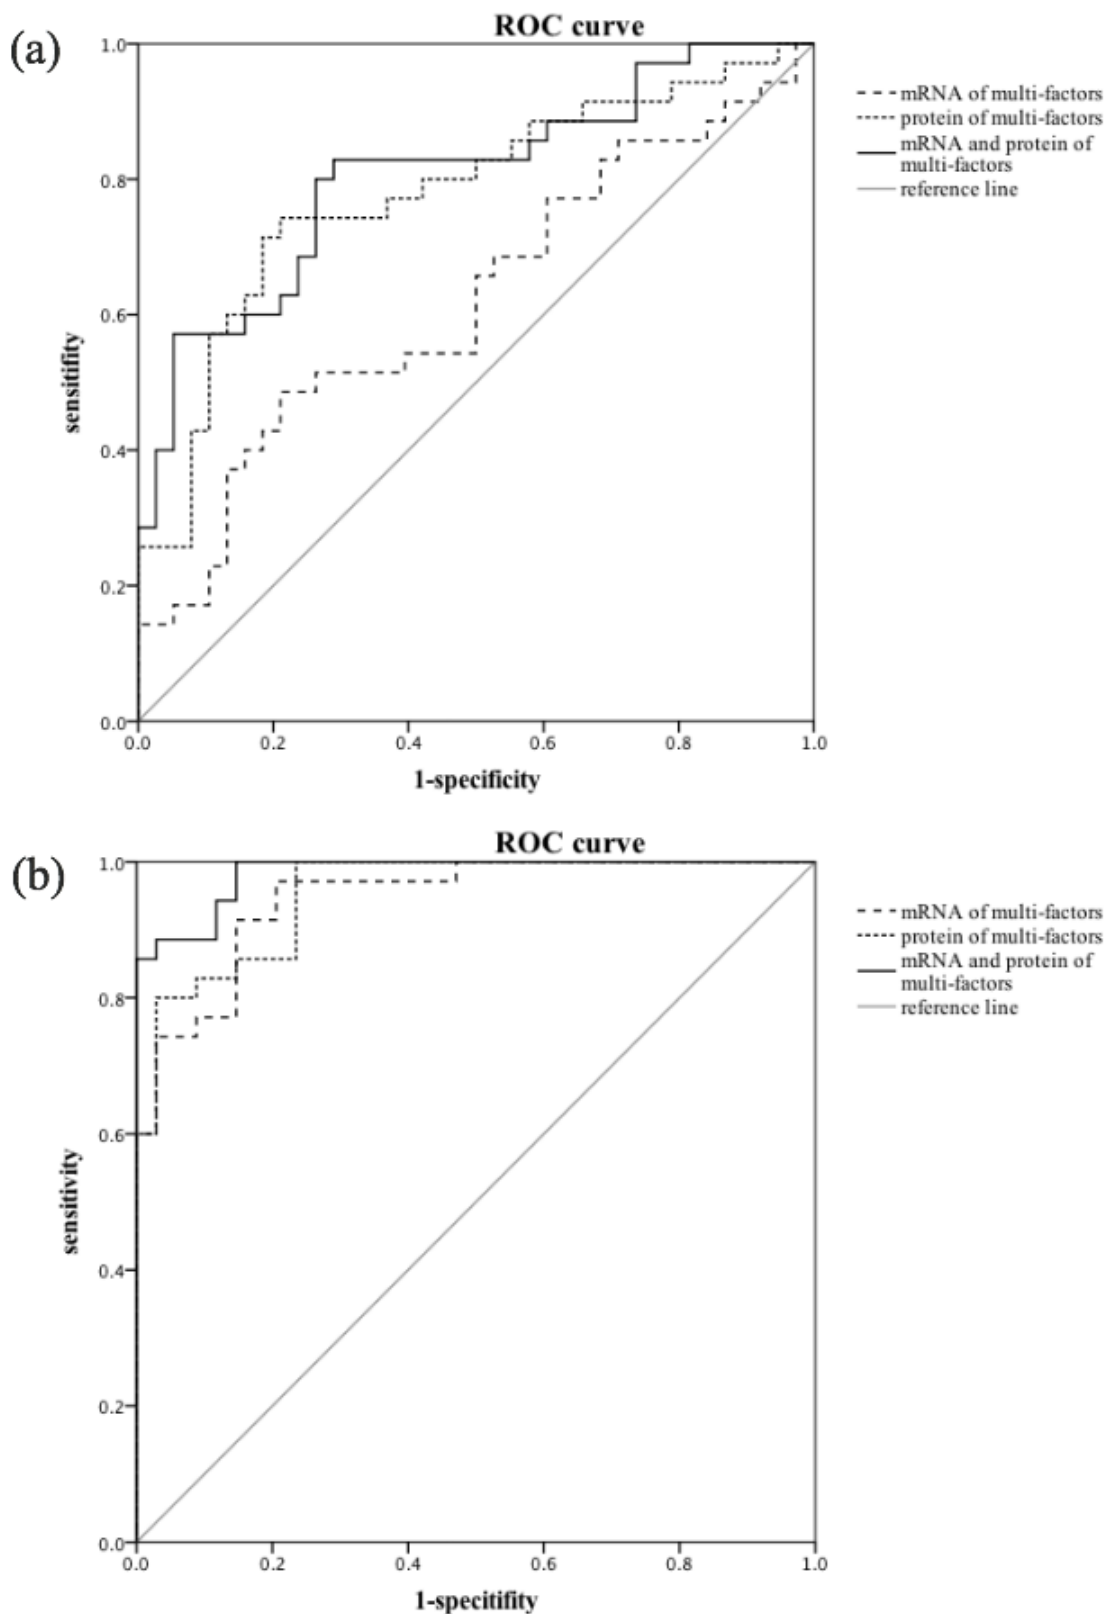 (a)
ROC curve
1.0
0.8
0.6
0.4
0.2
0.0
sensitifity
0.0 0.2 0.4 0.6 0.8 1.0
1-specificity
mRNA of multi-factors
protein of multi-factors
mRNA and protein of
multi-factors
reference line
(b)
ROC curve
1.0
0.8
0.6
0.4
0.2
0.0
sensitivity
0.0 0.2 0.4 0.6 0.8 1.0
1-specitifity
mRNA of multi-factors
protein of multi-factors
mRNA and protein of
multi-factors
reference line